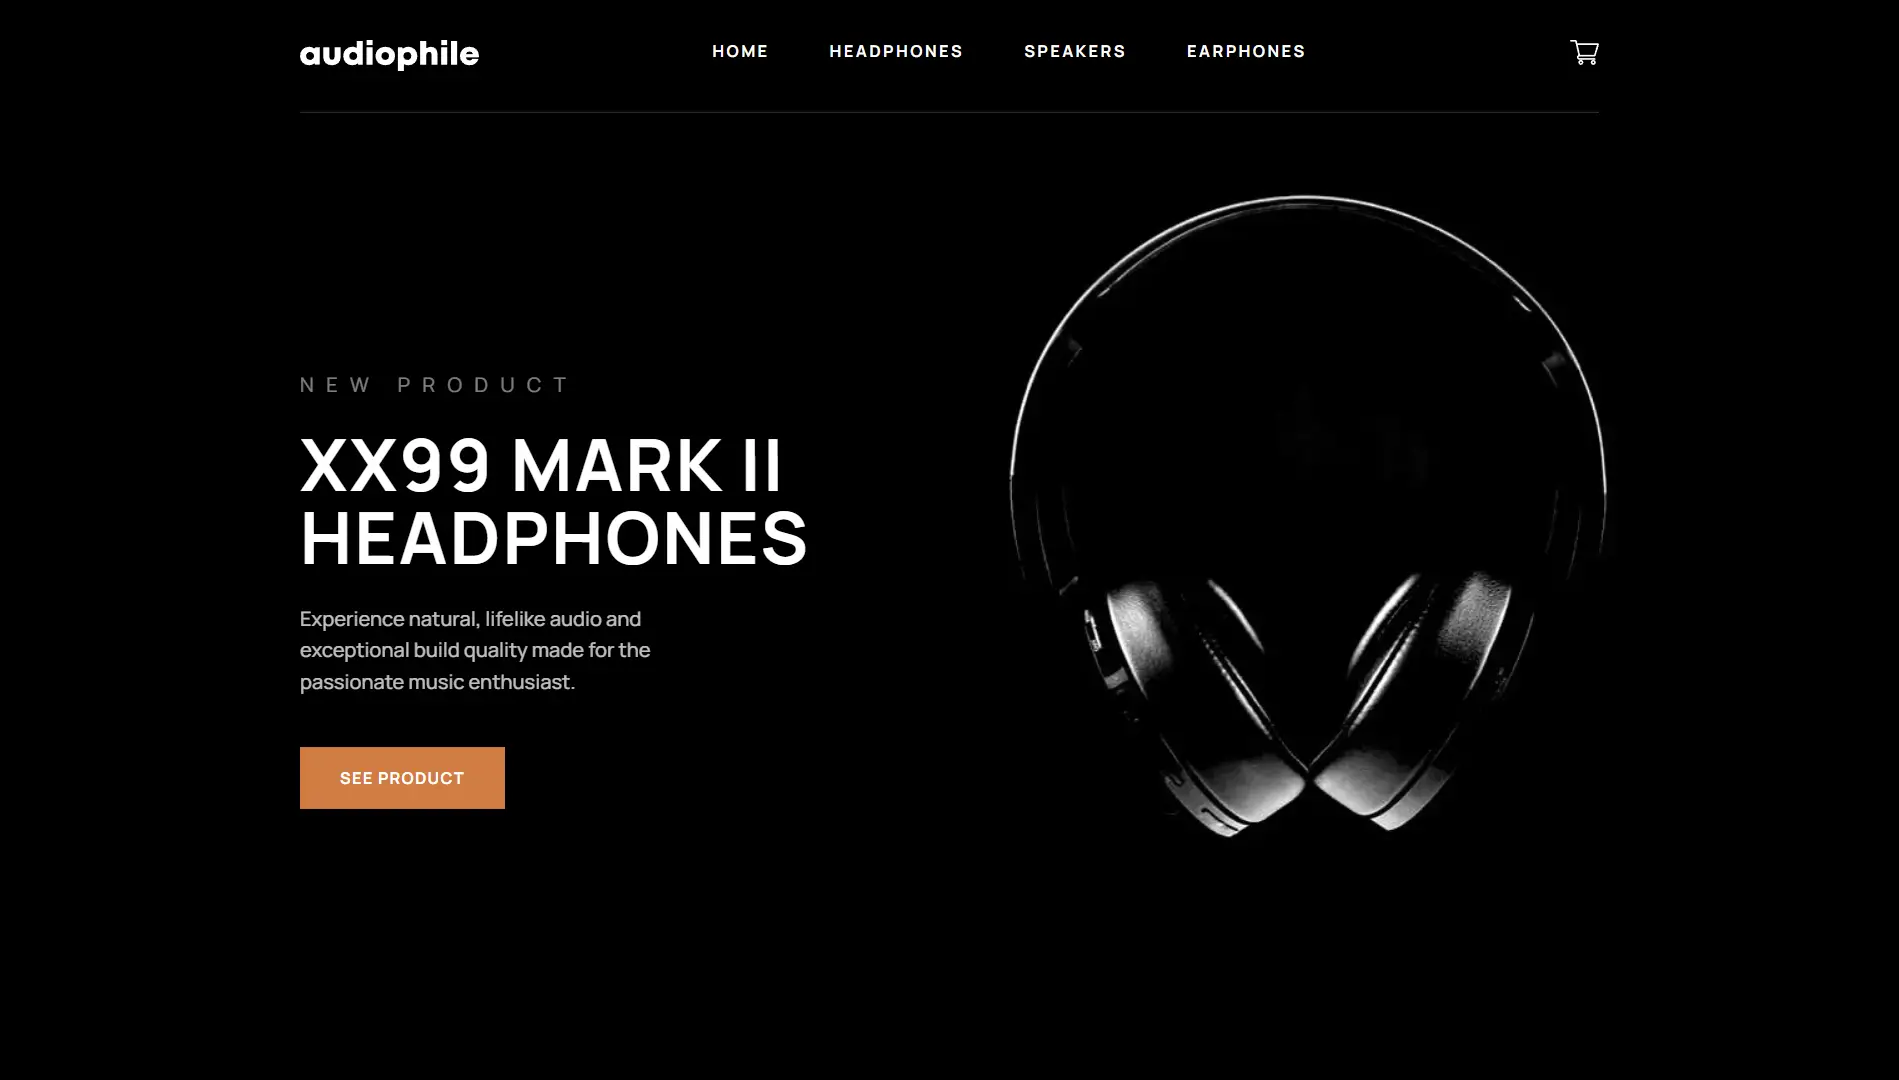 audiophile
HOME HEADPHONES SPEAKERS EARPHONES
NEW PRODUCT
XX99 MARK II
HEADPHONES
Experience natural, lifelike audio and
exceptional build quality made for the
passionate music enthusiast.
SEE PRODUCT